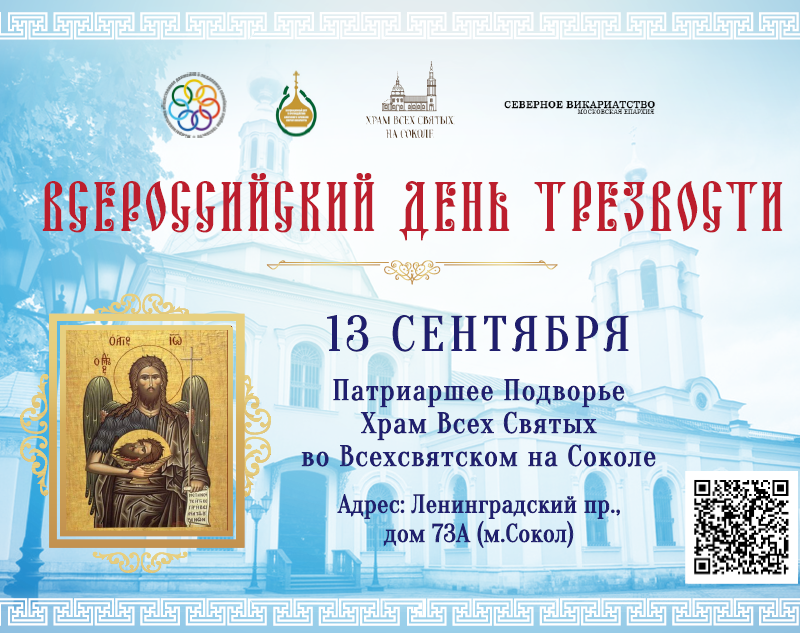 ХРАМ ВСЕХ СВЯТЫХ
НА СОКОЛЕ
СЕВЕРНОЕ ВИКАРИАТСТВО
МОСКОВСКАЯ ЕПАРХИЯ
ВСЕРОССИЙСКИЙ ДЕНЬ ТРЕЗВОСТИ
13 СЕНТЯБРЯ
Патриаршее Подворье
Храм Всех Святых
во Всехсвятском на Соколе
Адрес: Ленинградский пр.,
дом 73А (м.Сокол)